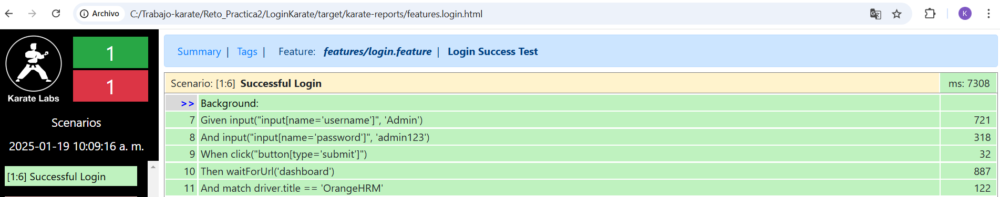 Archivo C:/Trabajo-karate/Reto_Practica2/LoginKarate/target/karate-reports/features.login.html K
Karate Labs
1
1
Scenarios
2025-01-19 10:09:16 a. m.
[1:6] Successful Login
Summary | Tags | Feature: features/login.feature | Login Success Test
Scenario: [1:6] Successful Login ms: 7308
>> Background:
7 Given input("input[name='username']", 'Admin') 721
8 And input("input[name='password']", 'admin123') 318
9 When click("button[type='submit']") 32
10 Then waitForUrl('dashboard') 887
11 And match driver.title == 'OrangeHRM' 122